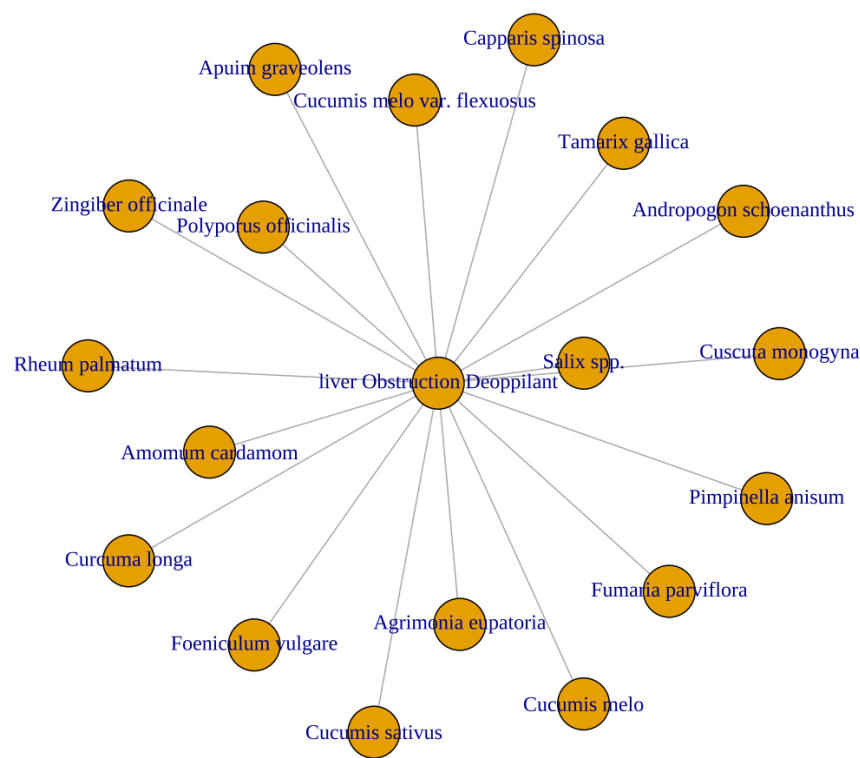 Capparis spinosa
Apuim graveolens
Cucumis melo var. flexuosus
Tamarix gallica
Zingiber officinale
Andropogon schoenanthus
Polyporus officinalis
Cuscuta monogyna
Salix spp.
Rheum palmatum
liver Obstruction Deoppilant
Amomum cardamom
Pimpinella anisum
Curcuma longa
Fumaria parviflora
Agrimonia eupatoria
Foeniculum vulgare
Cucumis melo
Cucumis sativus